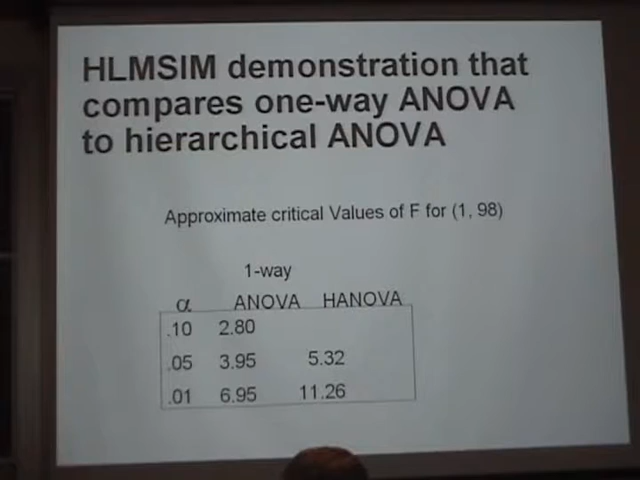 HLMSIM demonstration that
compares one-way ANOVA
to hierarchical ANOVA
Approximate critical Values of F for (1, 98)
1-way
α ANOVA HANOVA
.10 2.80
.05 3.95 5.32
.01 6.95 11.26